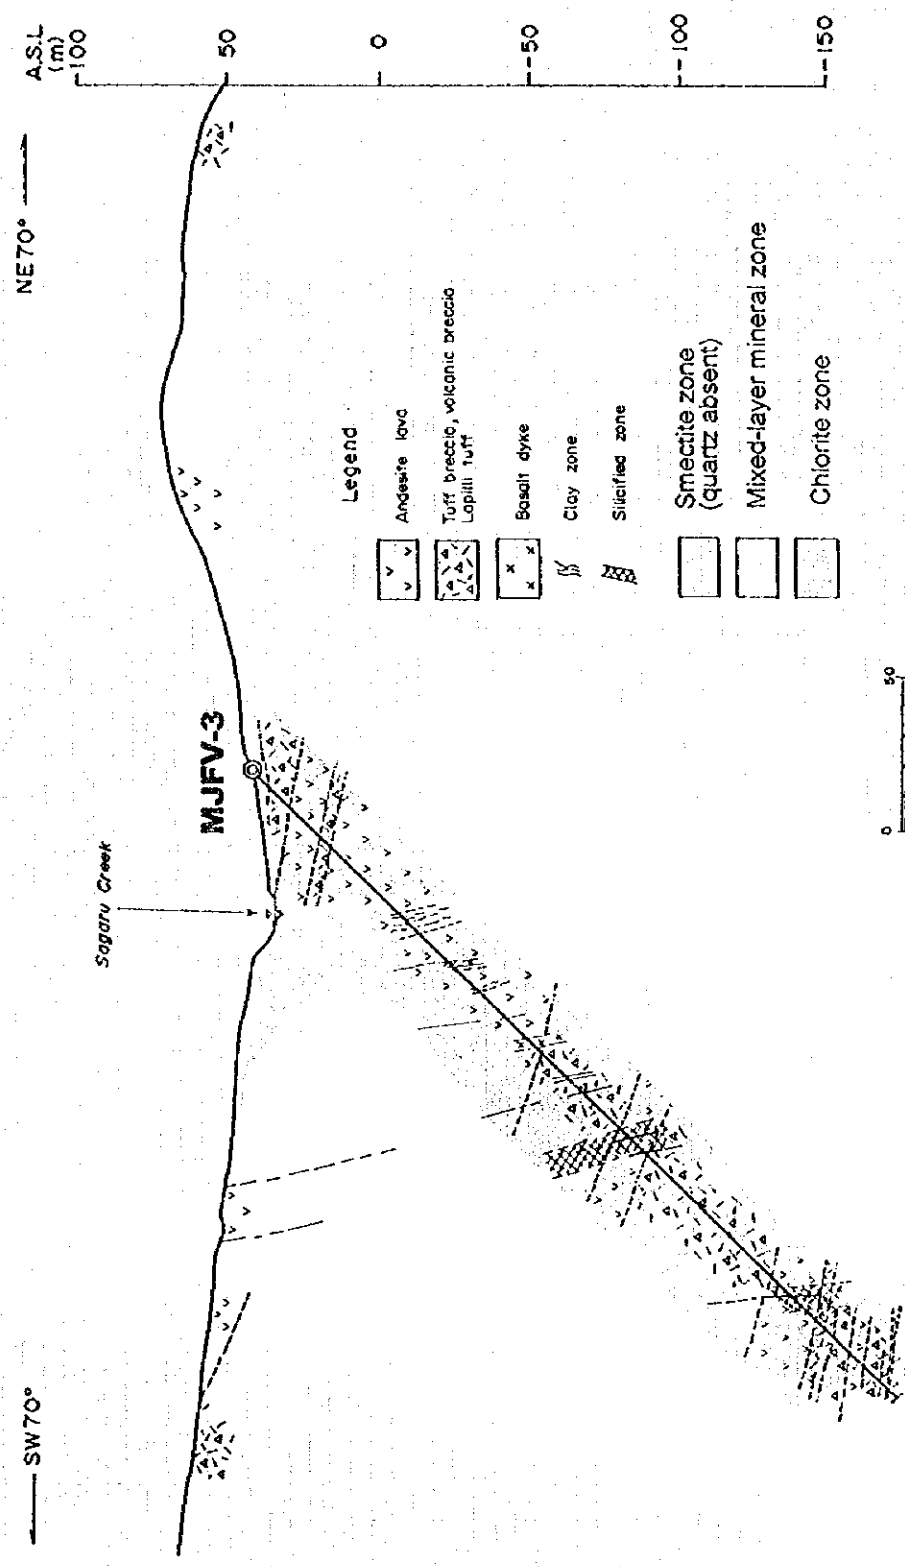 SW70°
NE70°
A.S.L
(m)
100
50
0
-50
-100
-150
Sagaru Creek
MJFV-3
Legend
Andesite lava
Tuff breccia, volcanic breccia
Lapilli tuff
Basalt dyke
Clay zone
Silicified zone
Smectite zone
(quartz absent)
Mixed-layer mineral zone
Chlorite zone
0
50